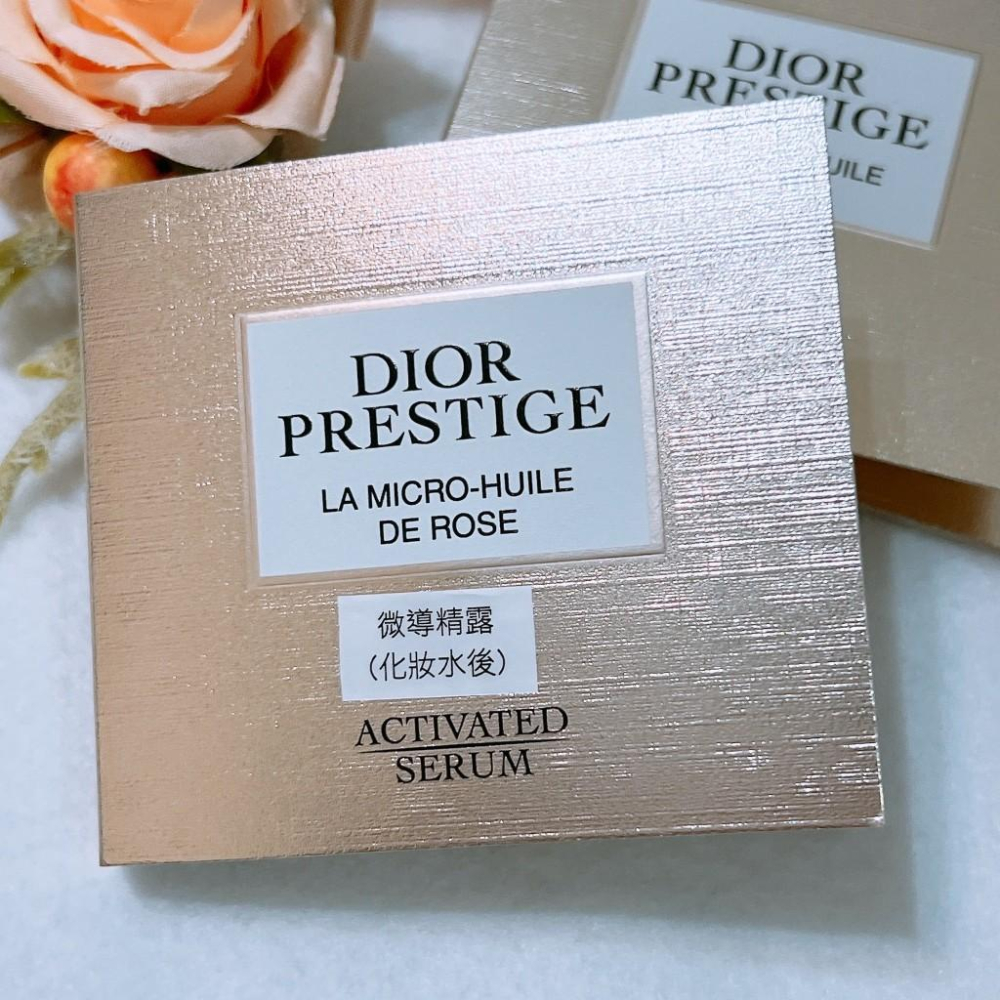 DIOR
PRESTIGE
UILE
DIOR
PRESTIGE
LA MICRO-HUILE
DE ROSE
微導精露
(化妝水後)
ACTIVATED
SERUM